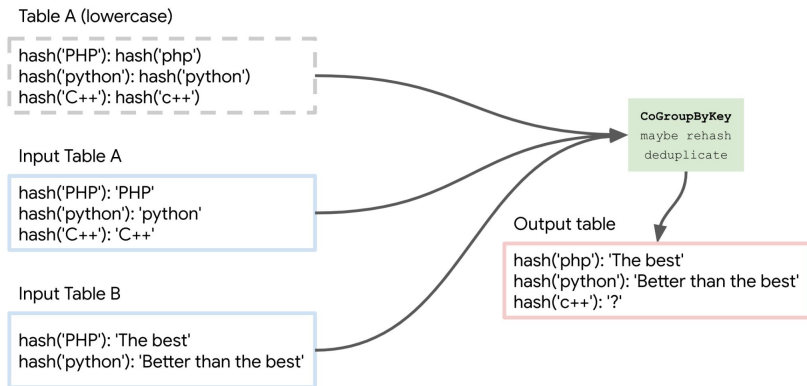 Table A (lowercase)
hash('PHP'): hash('php')
hash('python'): hash('python')
hash('C++'): hash('c++')
Input Table A
hash('PHP'): 'PHP'
hash('python'): 'python'
hash('C++'): 'C++'
Input Table B
hash('PHP'): 'The best'
hash('python'): 'Better than the best'
CoGroupByKey
maybe rehash
deduplicate
Output table
hash('php'): 'The best'
hash('python'): 'Better than the best'
hash('c++'): '?'